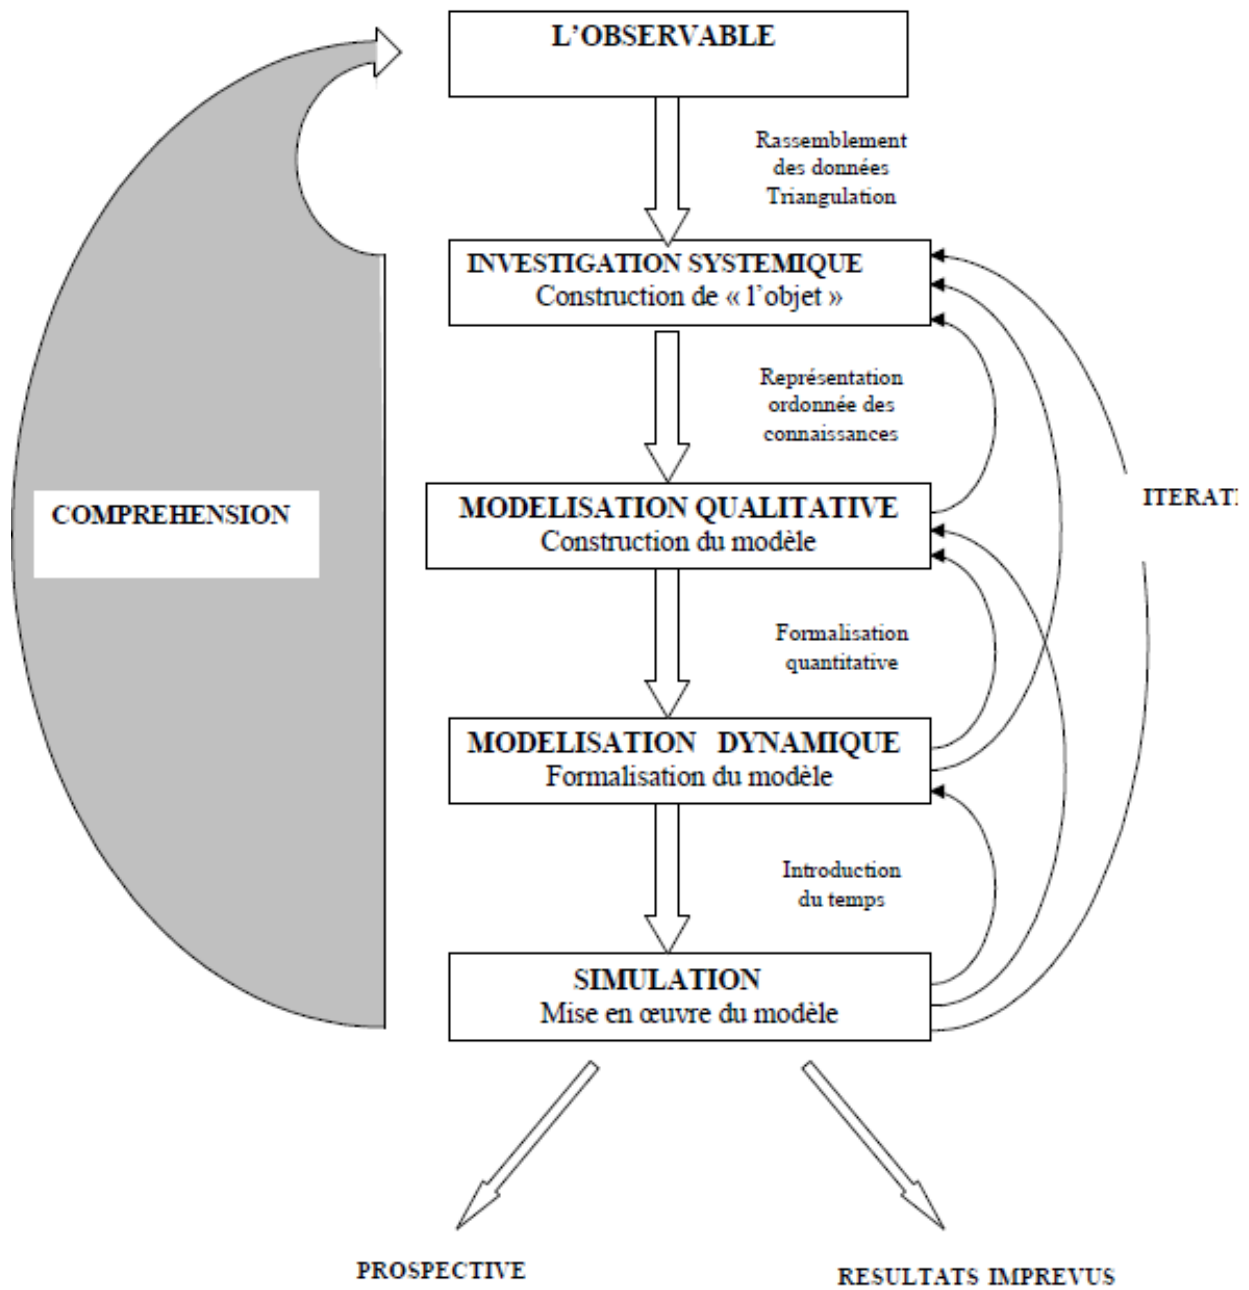 L’OBSERVABLE
Rassemblement
des données
Triangulation
INVESTIGATION SYSTEMIQUE
Construction de « l’objet »
Représentation
ordonnée des
connaissances
COMPREHENSION
MODELISATION QUALITATIVE
Construction du modèle
ITERATI
Formalisation
quantitative
MODELISATION DYNAMIQUE
Formalisation du modèle
Introduction
du temps
SIMULATION
Mise en œuvre du modèle
PROSPECTIVE
RESULTATS IMPREVUS